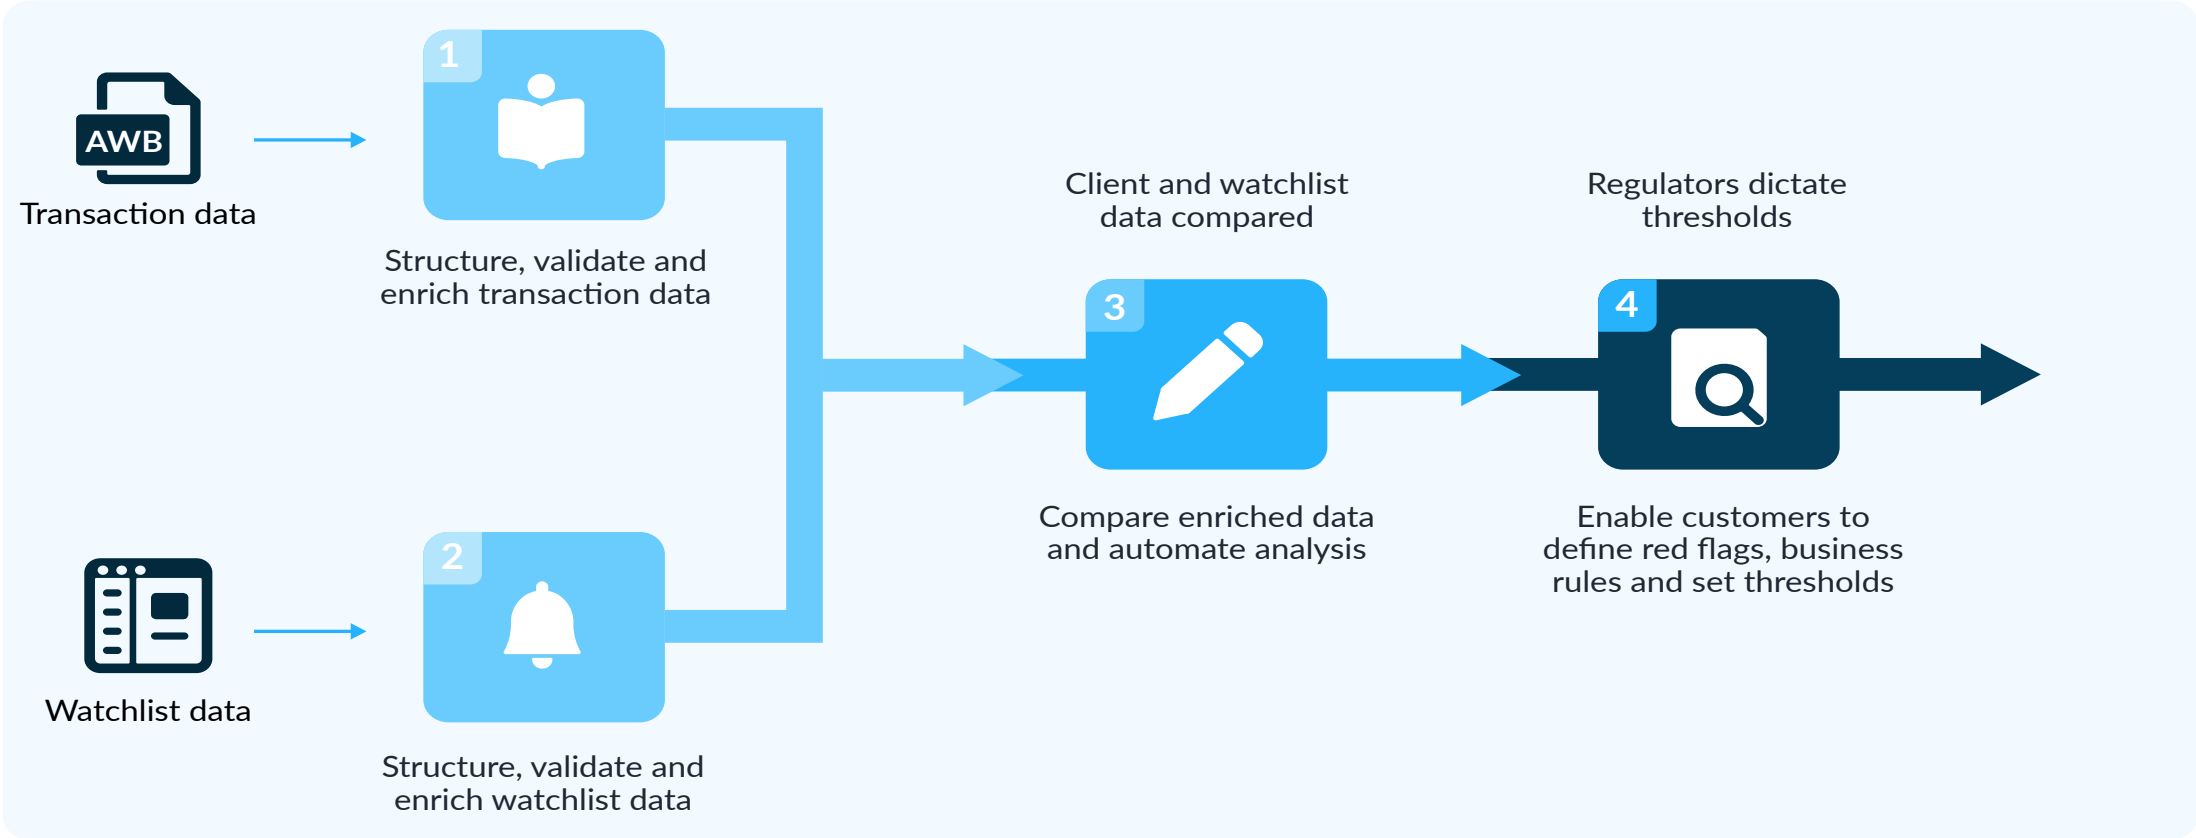 AWB
Transaction data
1
Structure, validate and
enrich transaction data
Watchlist data
2
Structure, validate and
enrich watchlist data
Client and watchlist
data compared
3
Compare enriched data
and automate analysis
Regulators dictate
thresholds
4
Enable customers to
define red flags, business
rules and set thresholds